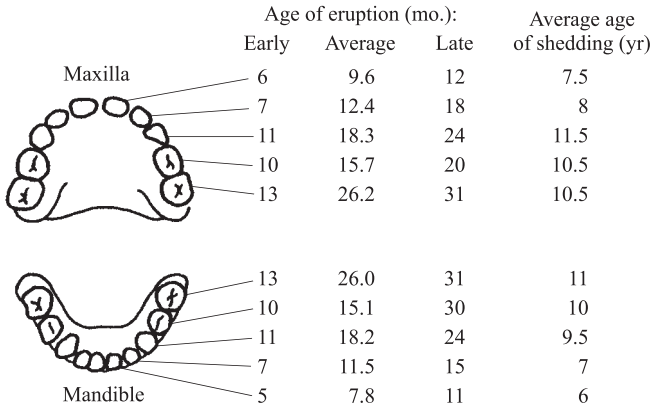 Age of eruption (mo.): Average age
Early Average Late of shedding (yr)
Maxilla
6 9.6 12 7.5
7 12.4 18 8
11 18.3 24 11.5
10 15.7 20 10.5
13 26.2 31 10.5
13 26.0 31 11
10 15.1 30 10
11 18.2 24 9.5
7 11.5 15 7
Mandible
5 7.8 11 6